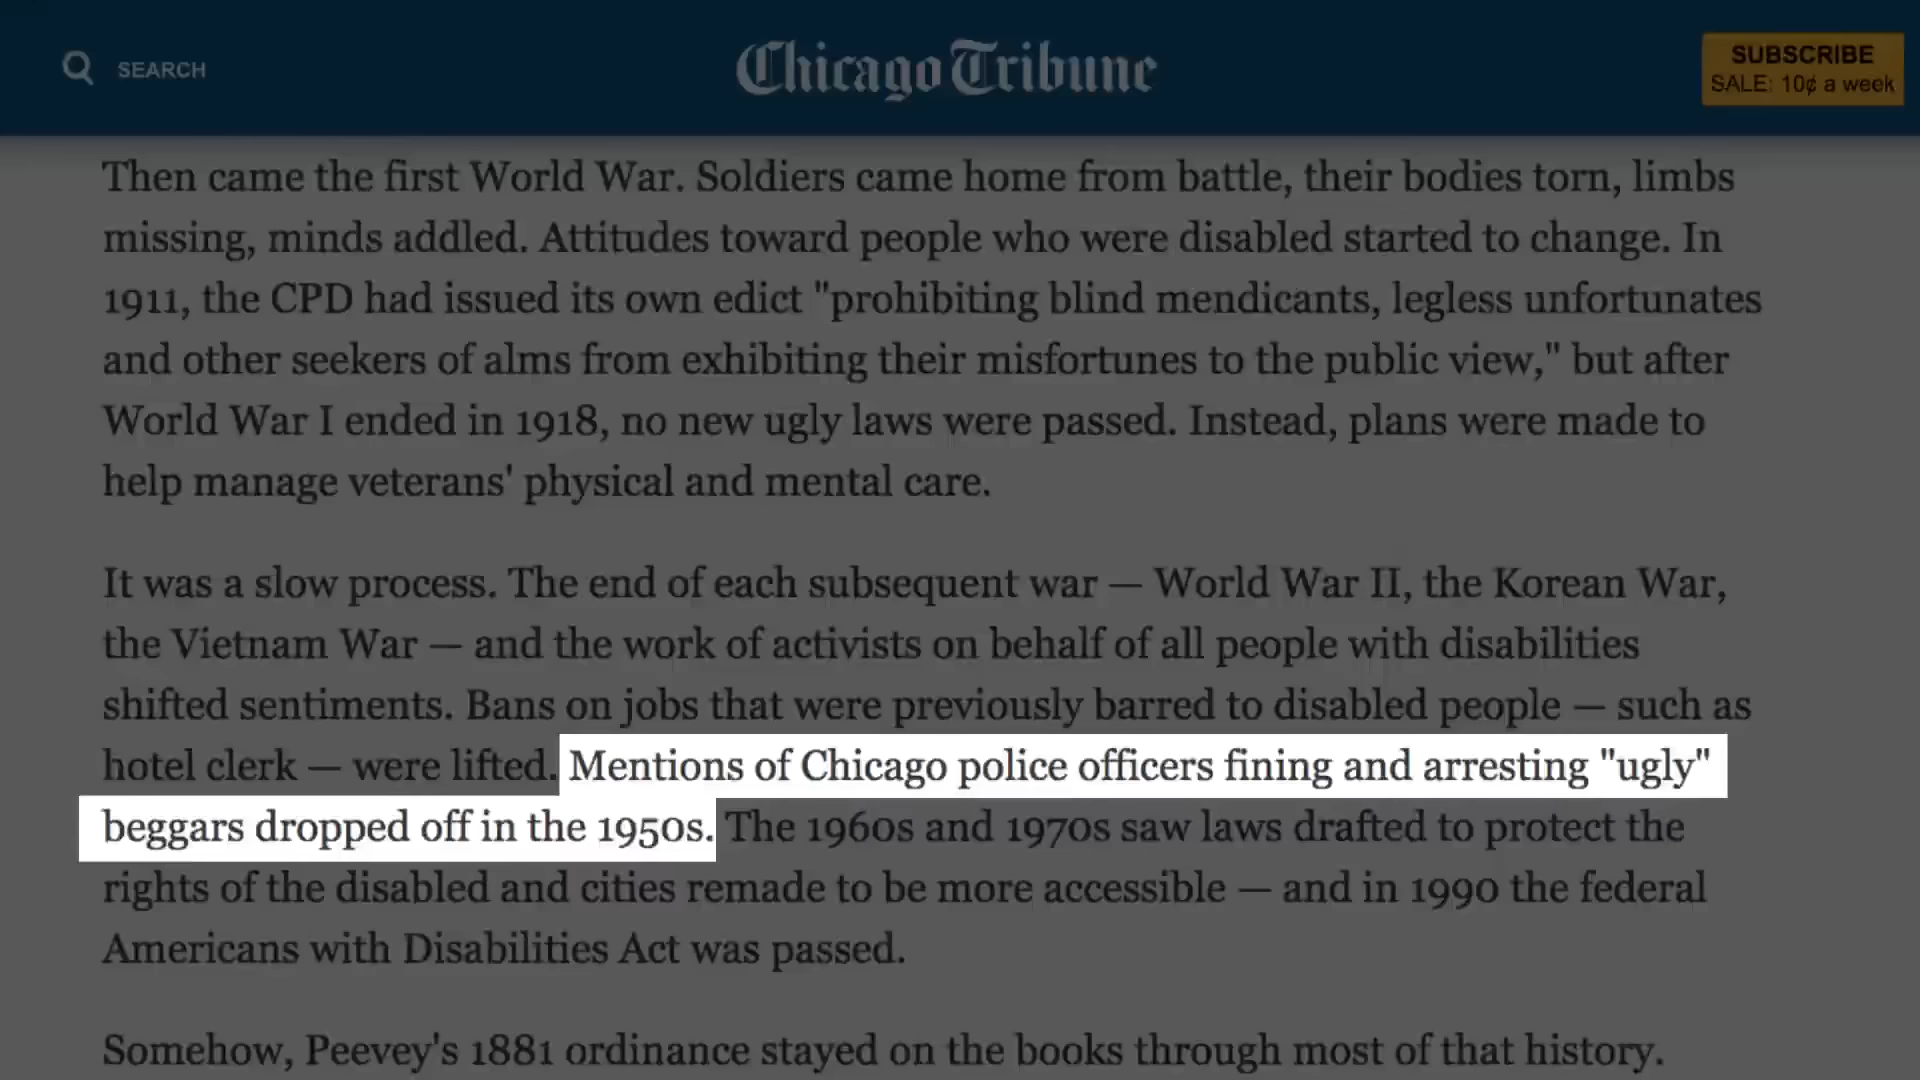 SEARCH
Chicago Tribune
SUBSCRIBE
SALE: 10¢ a week
Then came the first World War. Soldiers came home from battle, their bodies torn, limbs
missing, minds addled. Attitudes toward people who were disabled started to change. In
1911, the CPD had issued its own edict "prohibiting blind mendicants, legless unfortunates
and other seekers of alms from exhibiting their misfortunes to the public view," but after
World War I ended in 1918, no new ugly laws were passed. Instead, plans were made to
help manage veterans' physical and mental care.
It was a slow process. The end of each subsequent war — World War II, the Korean War,
the Vietnam War — and the work of activists on behalf of all people with disabilities
shifted sentiments. Bans on jobs that were previously barred to disabled people — such as
hotel clerk — were lifted. Mentions of Chicago police officers fining and arresting "ugly"
beggars dropped off in the 1950s. The 1960s and 1970s saw laws drafted to protect the
rights of the disabled and cities remade to be more accessible — and in 1990 the federal
Americans with Disabilities Act was passed.
Somehow, Peevey's 1881 ordinance stayed on the books through most of that history.